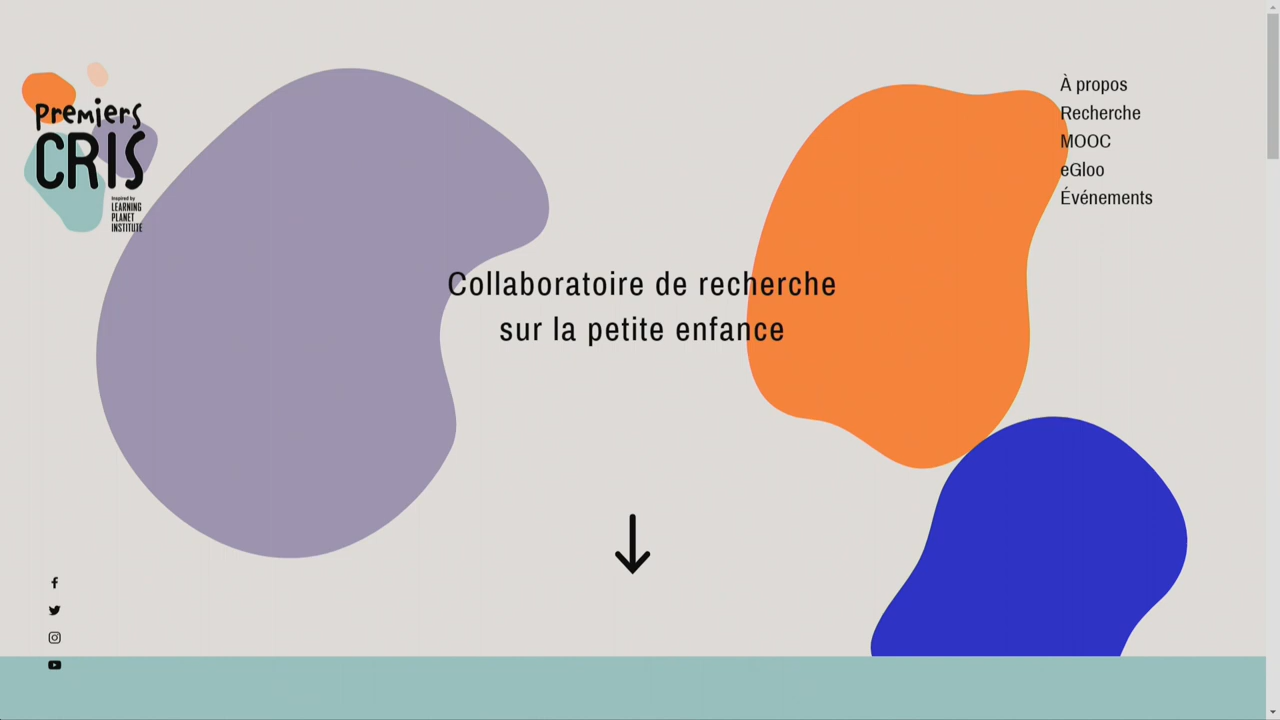 Premiers
CRIS
Inspired by
LEARNING
PLANET
INSTITUTE
À propos
Recherche
MOOC
eGloo
Événements
Collaboratoire de recherche
sur la petite enfance